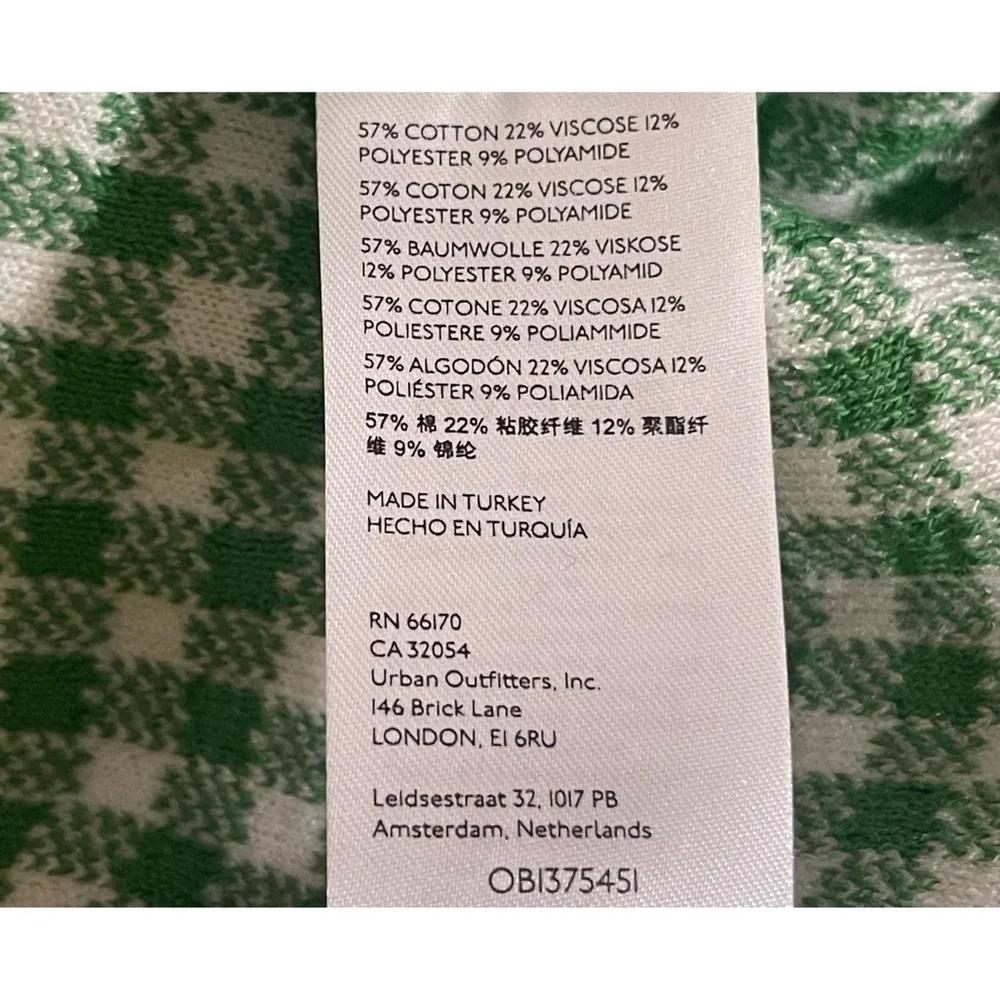 57% COTTON 22% VISCOSE 12%
POLYESTER 9% POLYAMIDE
57% COTON 22% VISCOSE 12%
POLYESTER 9% POLYAMIDE
57% BAUMWOLLE 22% VISKOSE
12% POLYESTER 9% POLYAMID
57% COTONE 22% VISCOSA 12%
POLIESTERE 9% POLIAMMIDE
57% ALGODÓN 22% VISCOSA 12%
POLIÉSTER 9% POLIAMIDA
57% 棉 22% 粘胶纤维 12% 聚酯纤
维 9% 锦纶
MADE IN TURKEY
HECHO EN TURQUÍA
RN 66170
CA 32054
Urban Outfitters, Inc.
146 Brick Lane
LONDON, E1 6RU
Leidsestraat 32, 1017 PB
Amsterdam, Netherlands
OB1375451